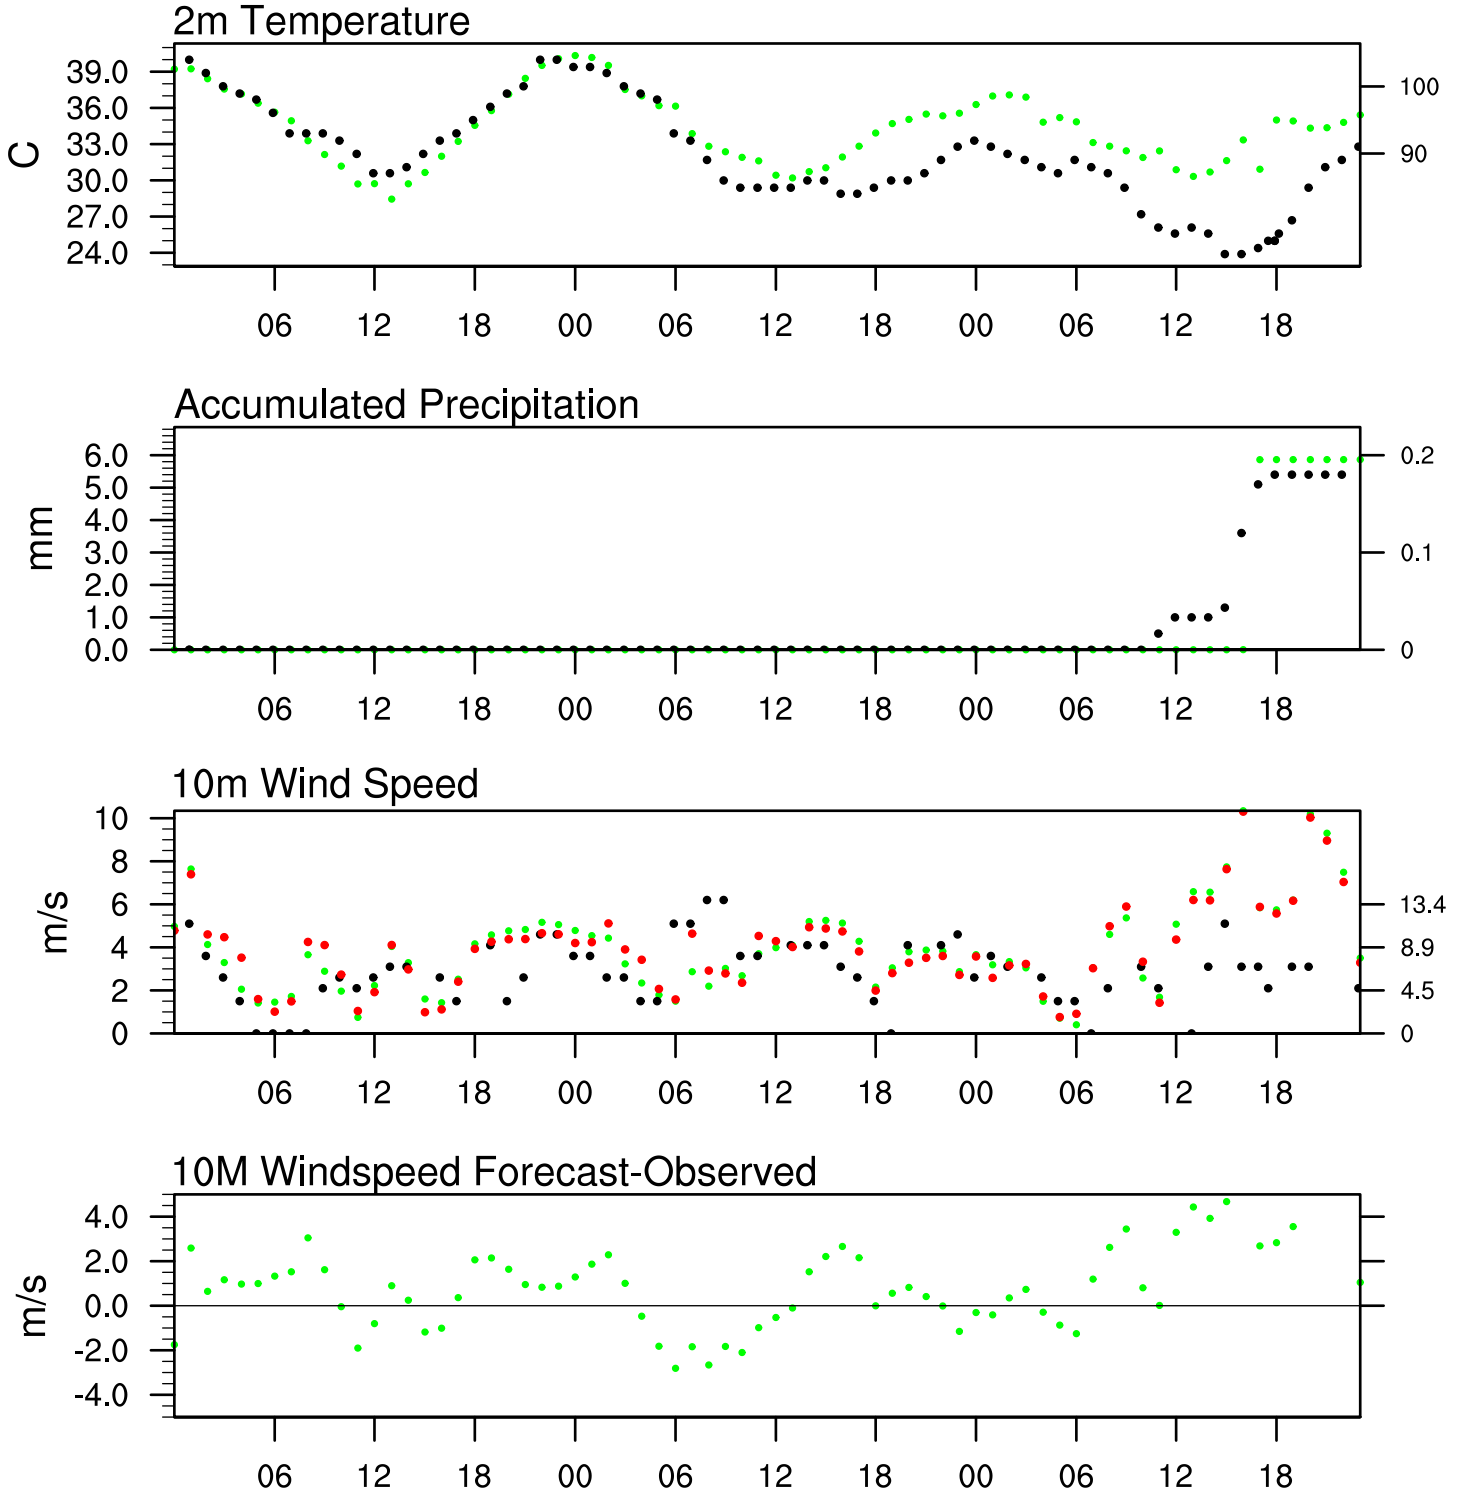 2m Temperature
39.0
36.0
33.0
30.0
27.0
24.0
C
100
90
06 12 18 00 06 12 18 00 06 12 18
Accumulated Precipitation
6.0
5.0
4.0
3.0
2.0
1.0
0.0
mm
0.2
0.1
0
06 12 18 00 06 12 18 00 06 12 18
10m Wind Speed
10
8
6
4
2
0
m/s
13.4
8.9
4.5
0
06 12 18 00 06 12 18 00 06 12 18
10M Windspeed Forecast-Observed
4.0
2.0
0.0
-2.0
-4.0
m/s
06 12 18 00 06 12 18 00 06 12 18